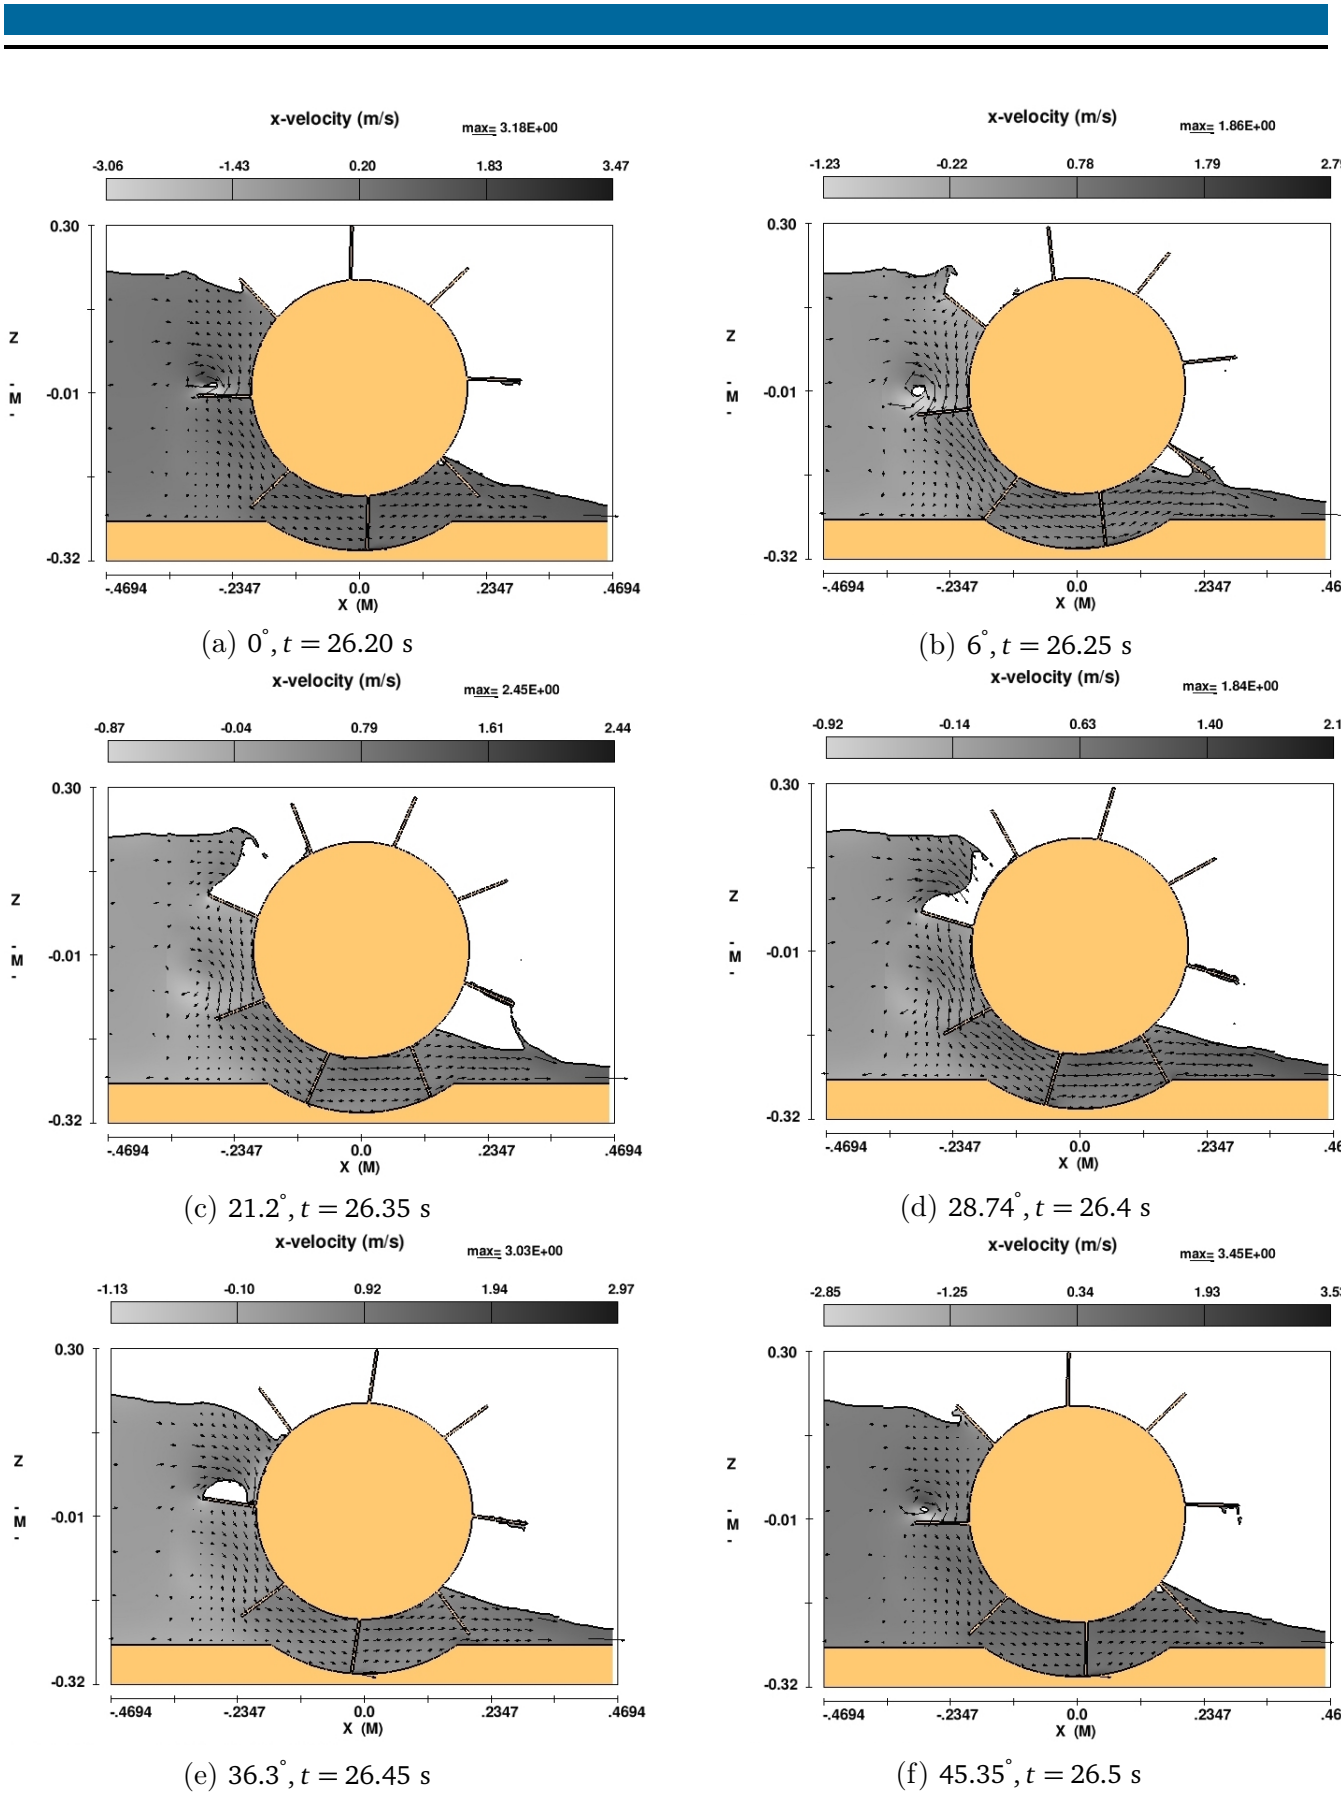 x-velocity (m/s)
max= 3.18E+00
-3.06 -1.43 0.20 1.83 3.47
0.30
Z
-0.01
-
M
-
-0.32
-.4694 -.2347 0.0 .2347 .4694
X (M)
(a) 0°, t = 26.20 s
x-velocity (m/s)
max= 1.86E+00
-1.23 -0.22 0.78 1.79
0.30
Z
-0.01
-
M
-
-0.32
-.4694 -.2347 0.0 .2347
X (M)
(b) 6°, t = 26.25 s
x-velocity (m/s)
max= 2.45E+00
-0.87 -0.04 0.79 1.61 2.44
0.30
Z
-0.01
-
M
-
-0.32
-.4694 -.2347 0.0 .2347 .4694
X (M)
(c) 21.2°, t = 26.35 s
x-velocity (m/s)
max= 1.84E+00
-0.92 -0.14 0.63 1.40 2.1
0.30
Z
-0.01
-
M
-
-0.32
-.4694 -.2347 0.0 .2347 .46
X (M)
(d) 28.74°, t = 26.4 s
x-velocity (m/s)
max= 3.03E+00
-1.13 -0.10 0.92 1.94 2.97
0.30
Z
-0.01
-
M
-
-0.32
-.4694 -.2347 0.0 .2347 .4694
X (M)
(e) 36.3°, t = 26.45 s
x-velocity (m/s)
max= 3.45E+00
-2.85 -1.25 0.34 1.93 3.5
0.30
Z
-0.01
-
M
-
-0.32
-.4694 -.2347 0.0 .2347 .46
X (M)
(f) 45.35°, t = 26.5 s